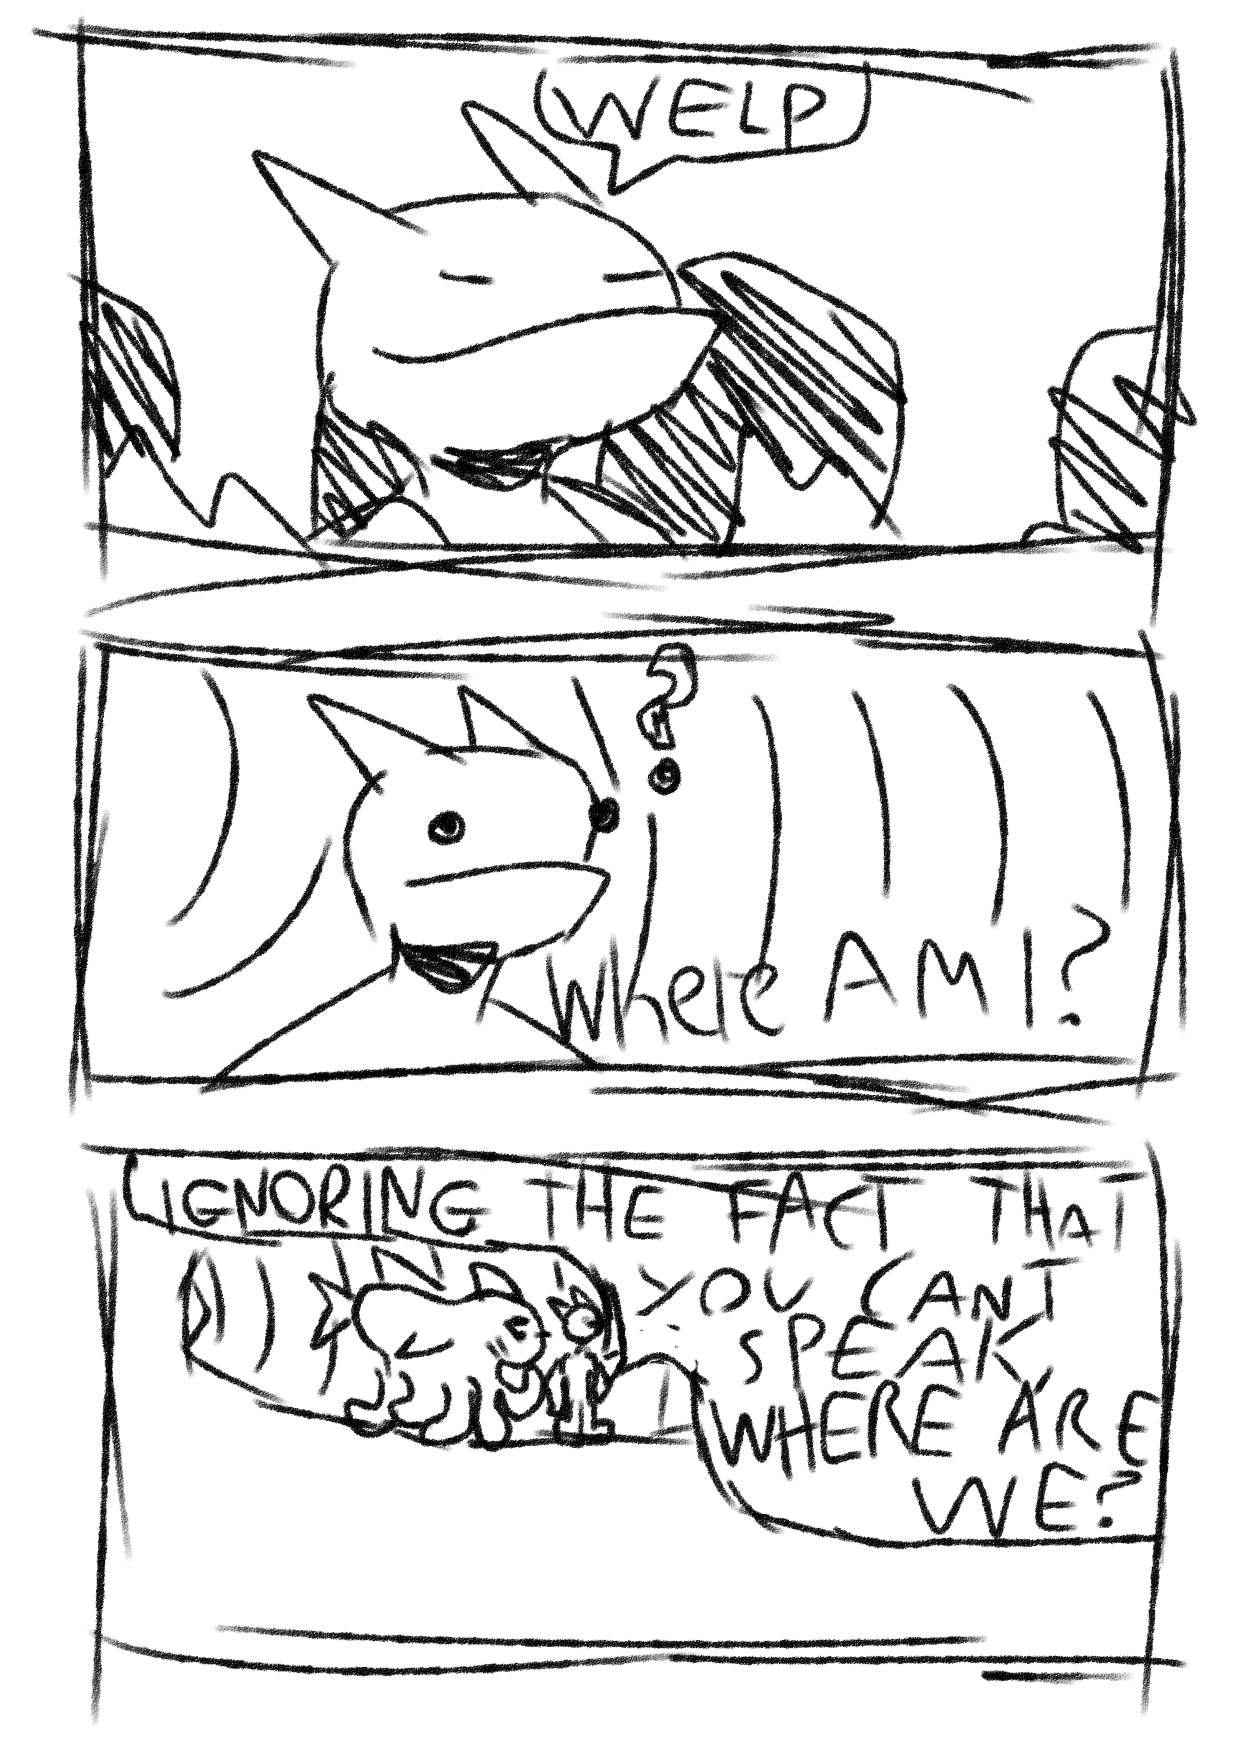 WELP
?
Where AM I?
IGNORING THE FACT THAT
YOU CANT
SPEAK,
WHERE ARE
WE?